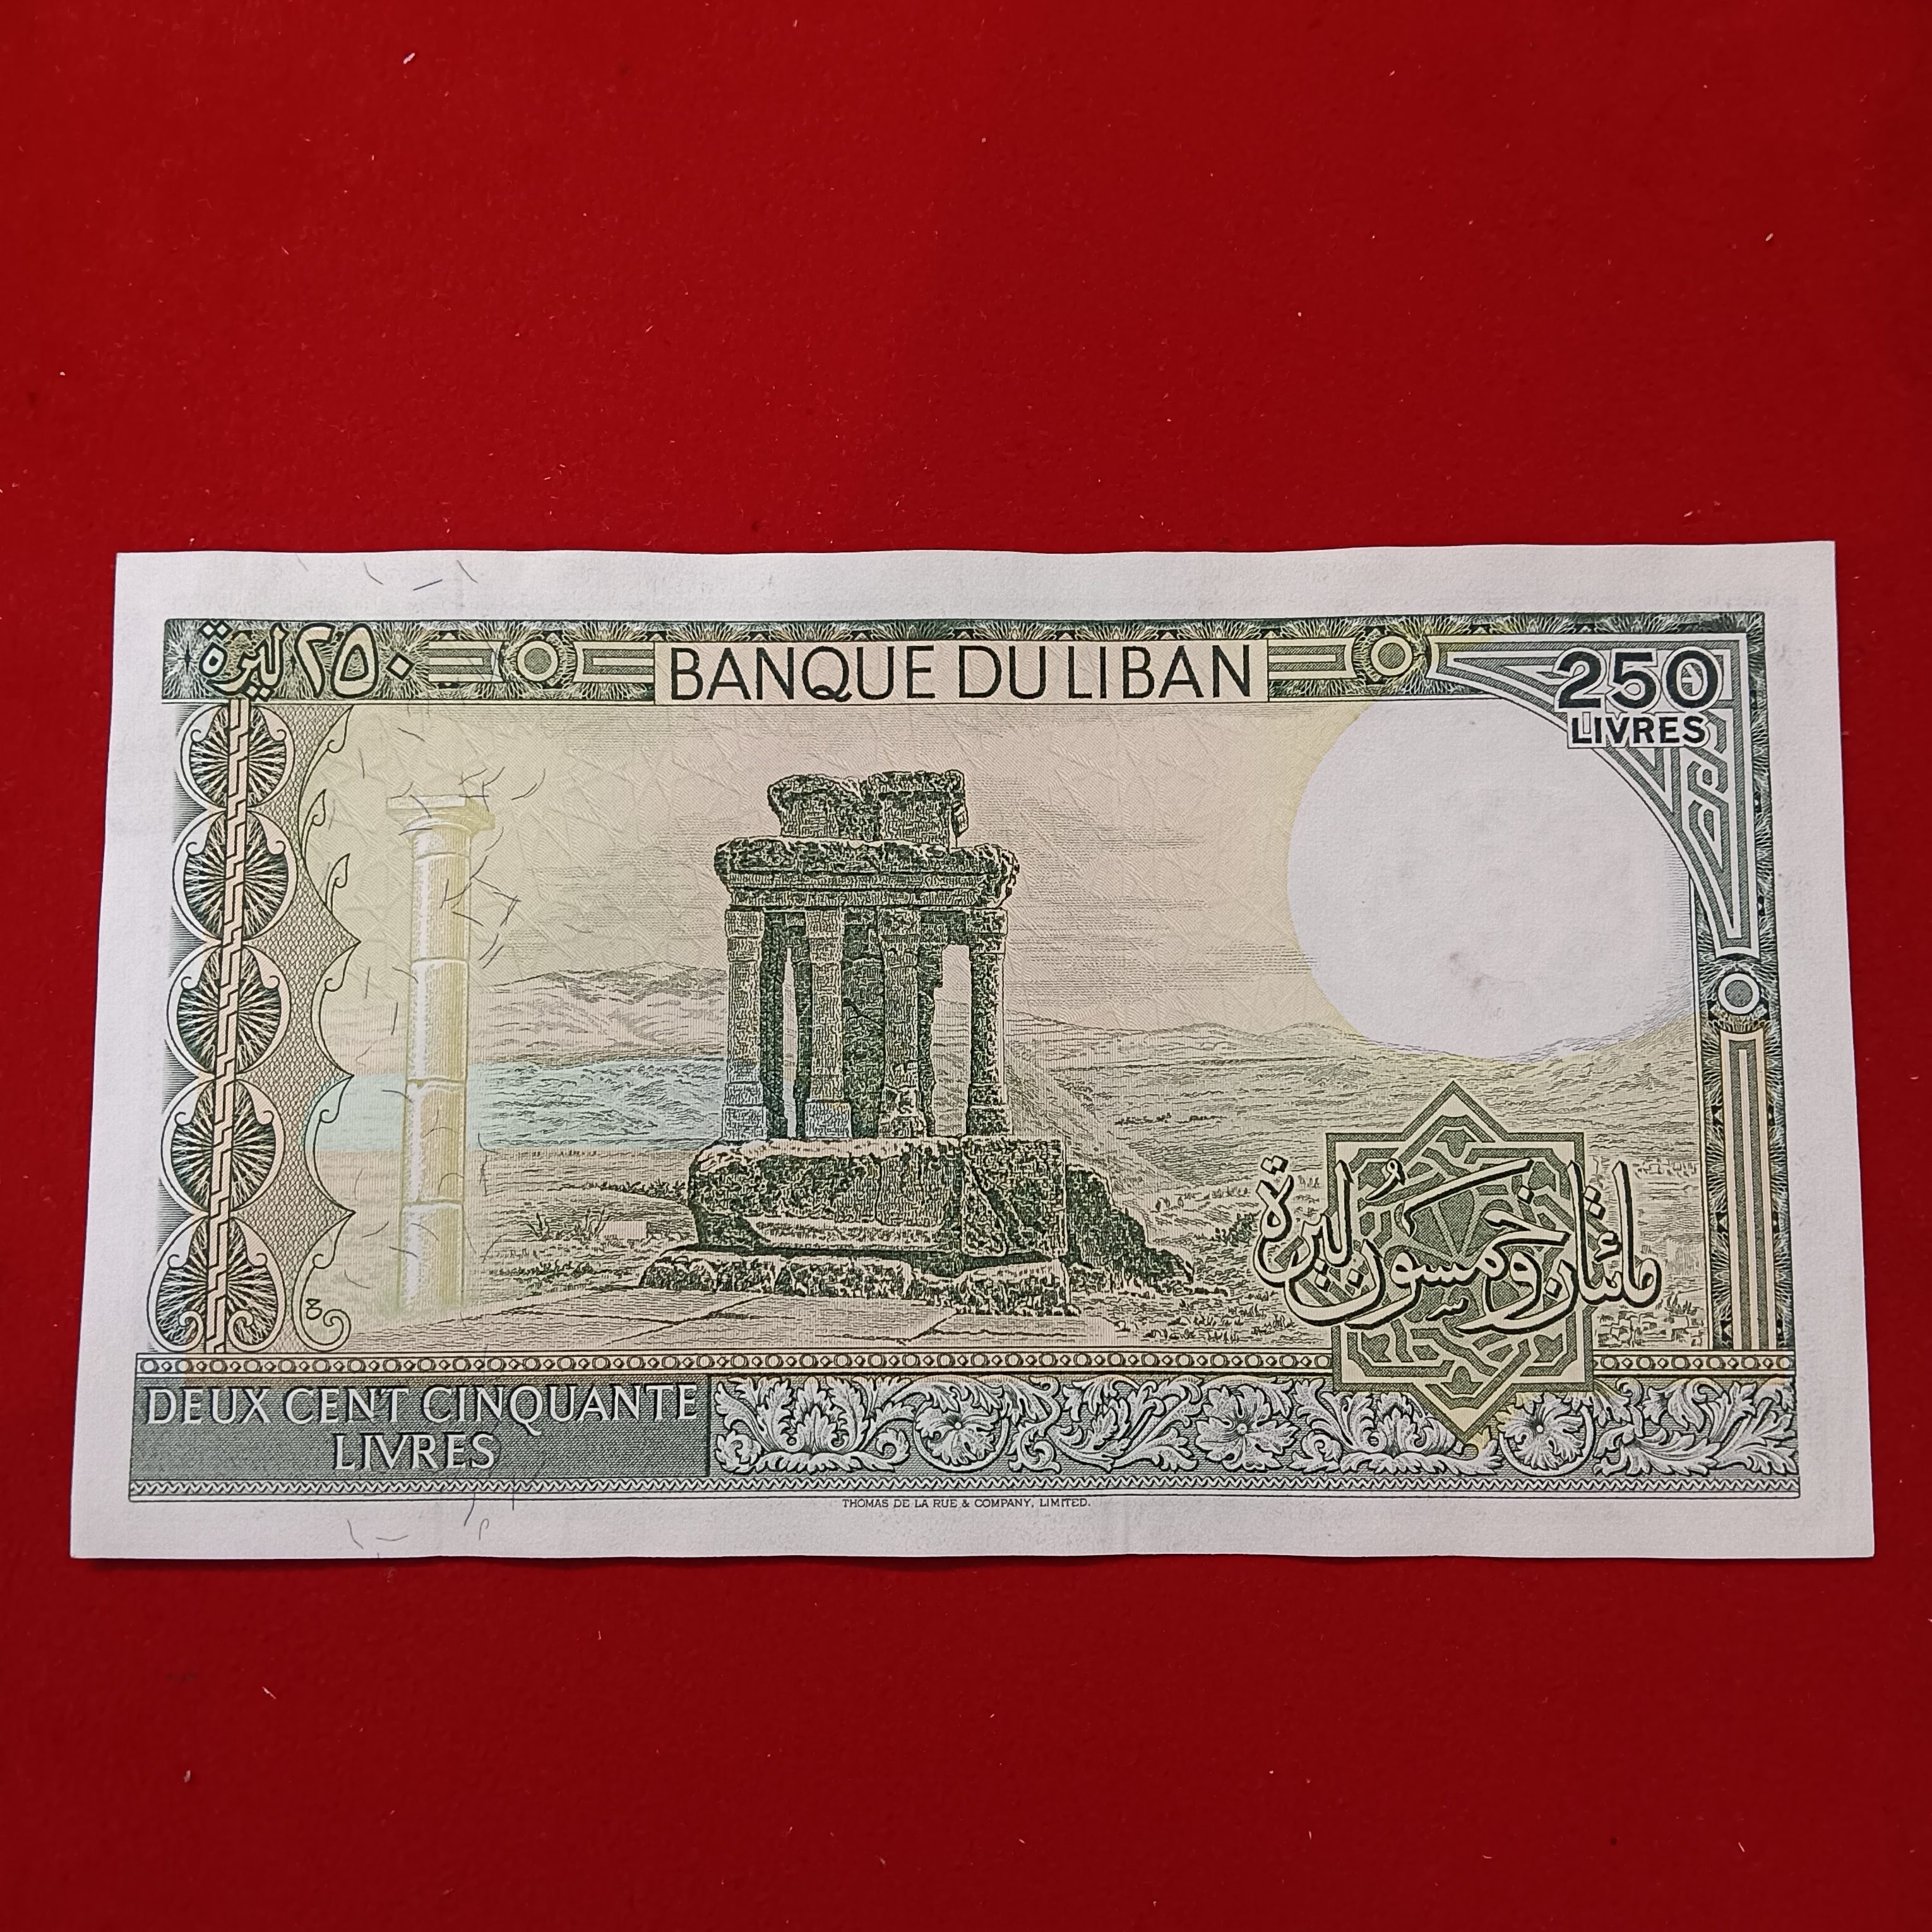 ٢٥٠ ليرة
BANQUE DU LIBAN
250
LIVRES
مائتان وخمسون ليرة
DEUX CENT CINQUANTE
LIVRES
THOMAS DE LA RUE & COMPANY, LIMITED.